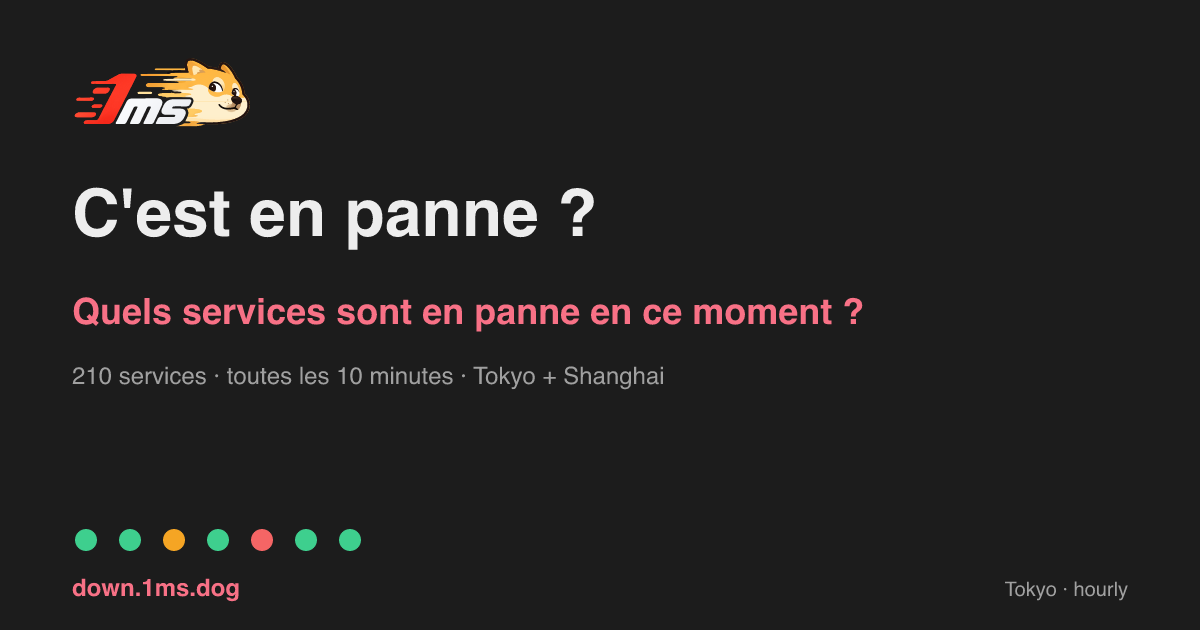 1ms
C'est en panne ?
Quels services sont en panne en ce moment ?
210 services · toutes les 10 minutes · Tokyo + Shanghai
down.1ms.dog
Tokyo · hourly